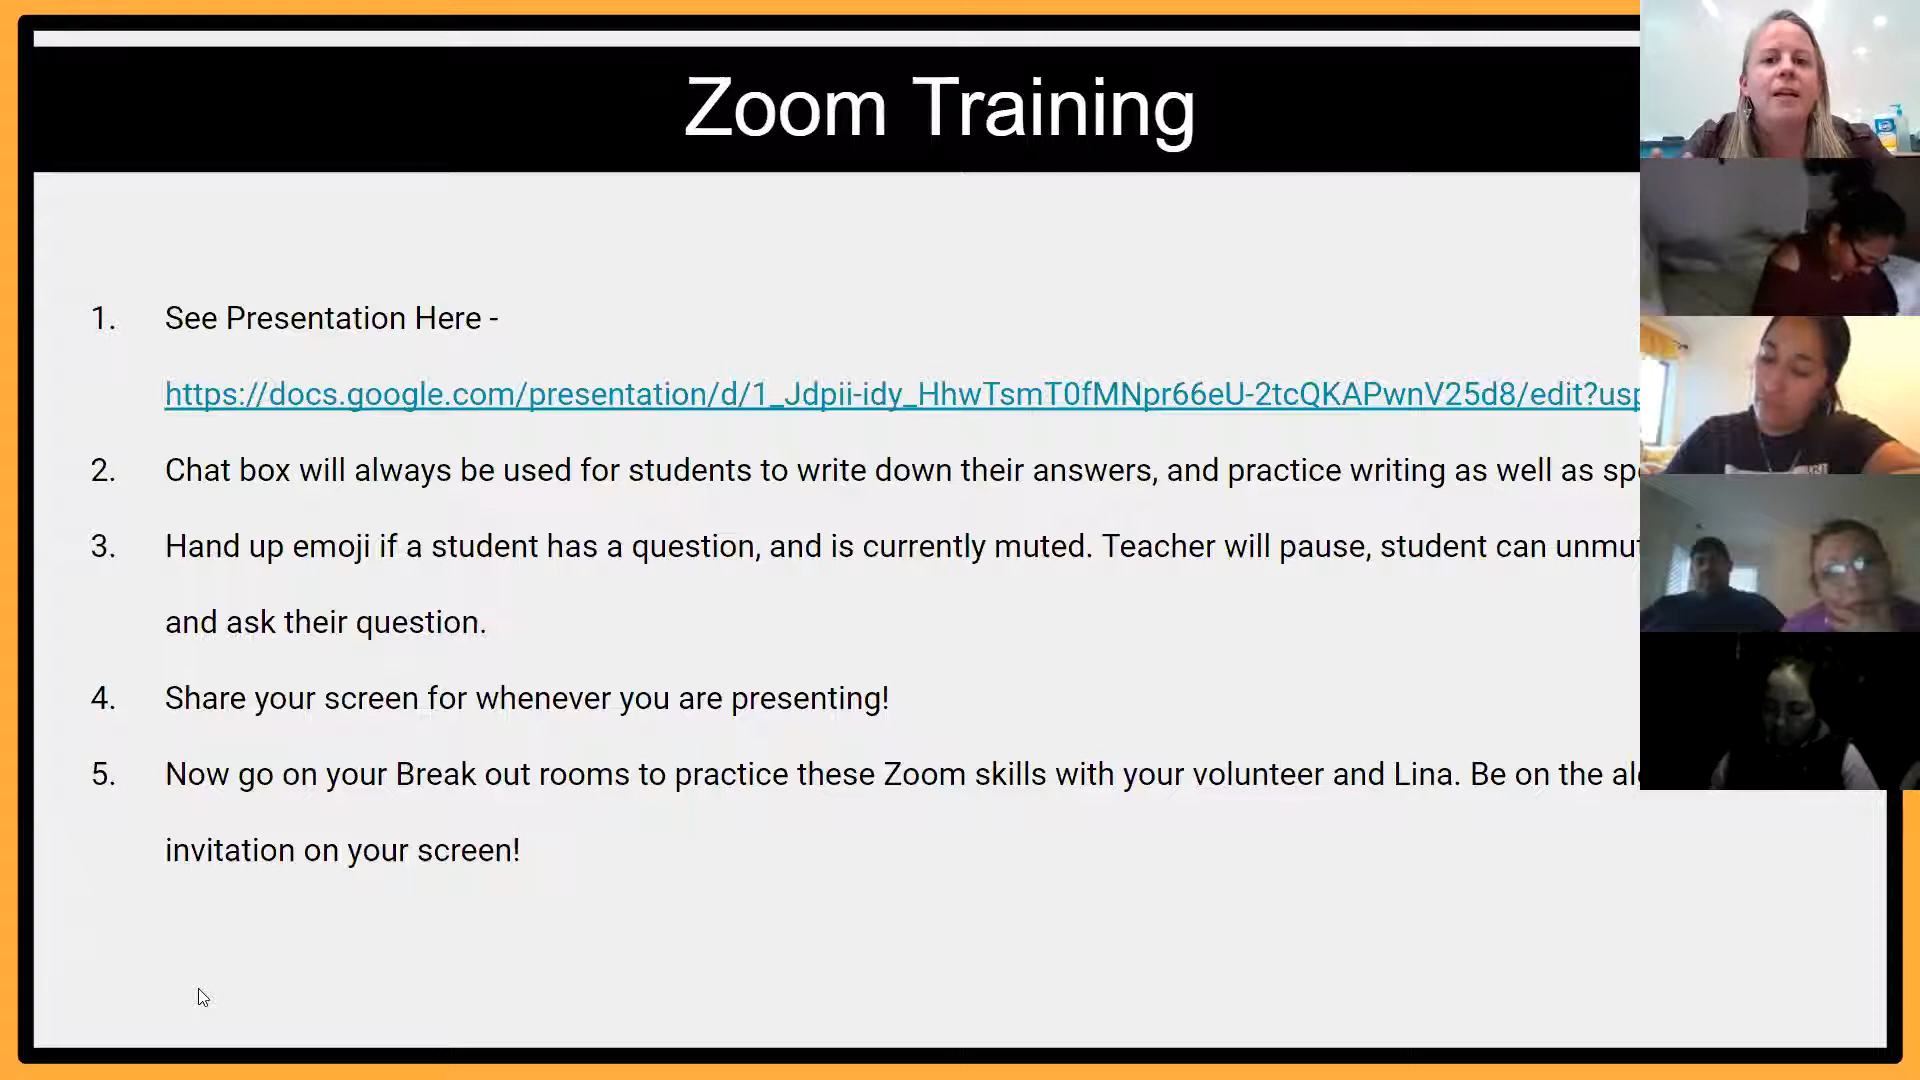 Zoom Training
1. See Presentation Here -
https://docs.google.com/presentation/d/1_Jdpii-idy_HhwTsmT0fMNpr66eU-2tcQKAPwnV25d8/edit?usp
2. Chat box will always be used for students to write down their answers, and practice writing as well as
3. Hand up emoji if a student has a question, and is currently muted. Teacher will pause, student can
and ask their question.
4. Share your screen for whenever you are presenting!
5. Now go on your Break out rooms to practice these Zoom skills with your volunteer and Lina. Be on the
invitation on your screen!